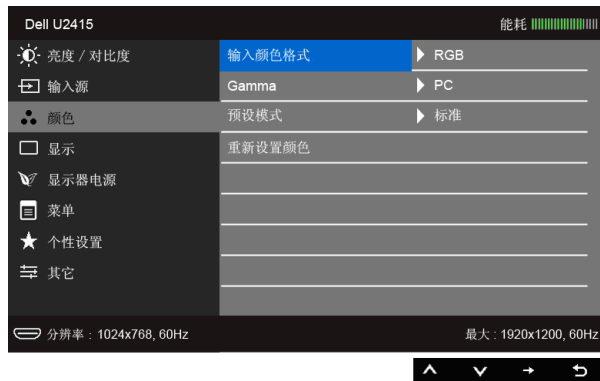 Dell U2415 能耗
亮度 / 对比度 输入颜色格式 RGB
输入源 Gamma PC
颜色 预设模式 标准
显示 重新设置颜色
显示器电源
菜单
个性设置
其它
分辨率 : 1024x768, 60Hz 最大 : 1920x1200, 60Hz